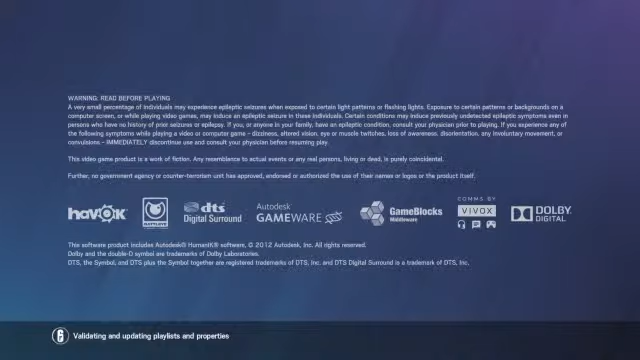 WARNING: READ BEFORE PLAYING
A very small percentage of individuals may experience epileptic seizures when exposed to certain light patterns or flashing lights. Exposure to certain patterns or backgrounds on a
computer screen, or while playing video games, may induce an epileptic seizure in these individuals. Certain conditions may induce previously undetected epileptic symptoms even in
persons who have no history of prior seizures or epilepsy. If you, or anyone in your family, have an epileptic condition, consult your physician prior to playing. If you experience any of
the following symptoms while playing a video or computer game - dizziness, altered vision, eye or muscle twitches, loss of awareness, disorientation, any involuntary movement, or
convulsions - IMMEDIATELY discontinue use and consult your physician before resuming play.
This video game product is a work of fiction. Any resemblance to actual events or any real persons, living or dead, is purely coincidental.
Further, no government agency or counter-terrorism unit has approved, endorsed or authorized the use of their names or logos or the product itself.
havok
dts Digital Surround
Autodesk
GAMEWARE
GameBlocks
Middleware
COMMS BY
VIVOX
DOLBY
DIGITAL
This software product includes Autodesk® HumanIK® software, © 2012 Autodesk, Inc. All rights reserved.
Dolby and the double-D symbol are trademarks of Dolby Laboratories.
DTS, the Symbol, and DTS plus the Symbol together are registered trademarks of DTS, Inc. and DTS Digital Surround is a trademark of DTS, Inc.
6 Validating and updating playlists and properties